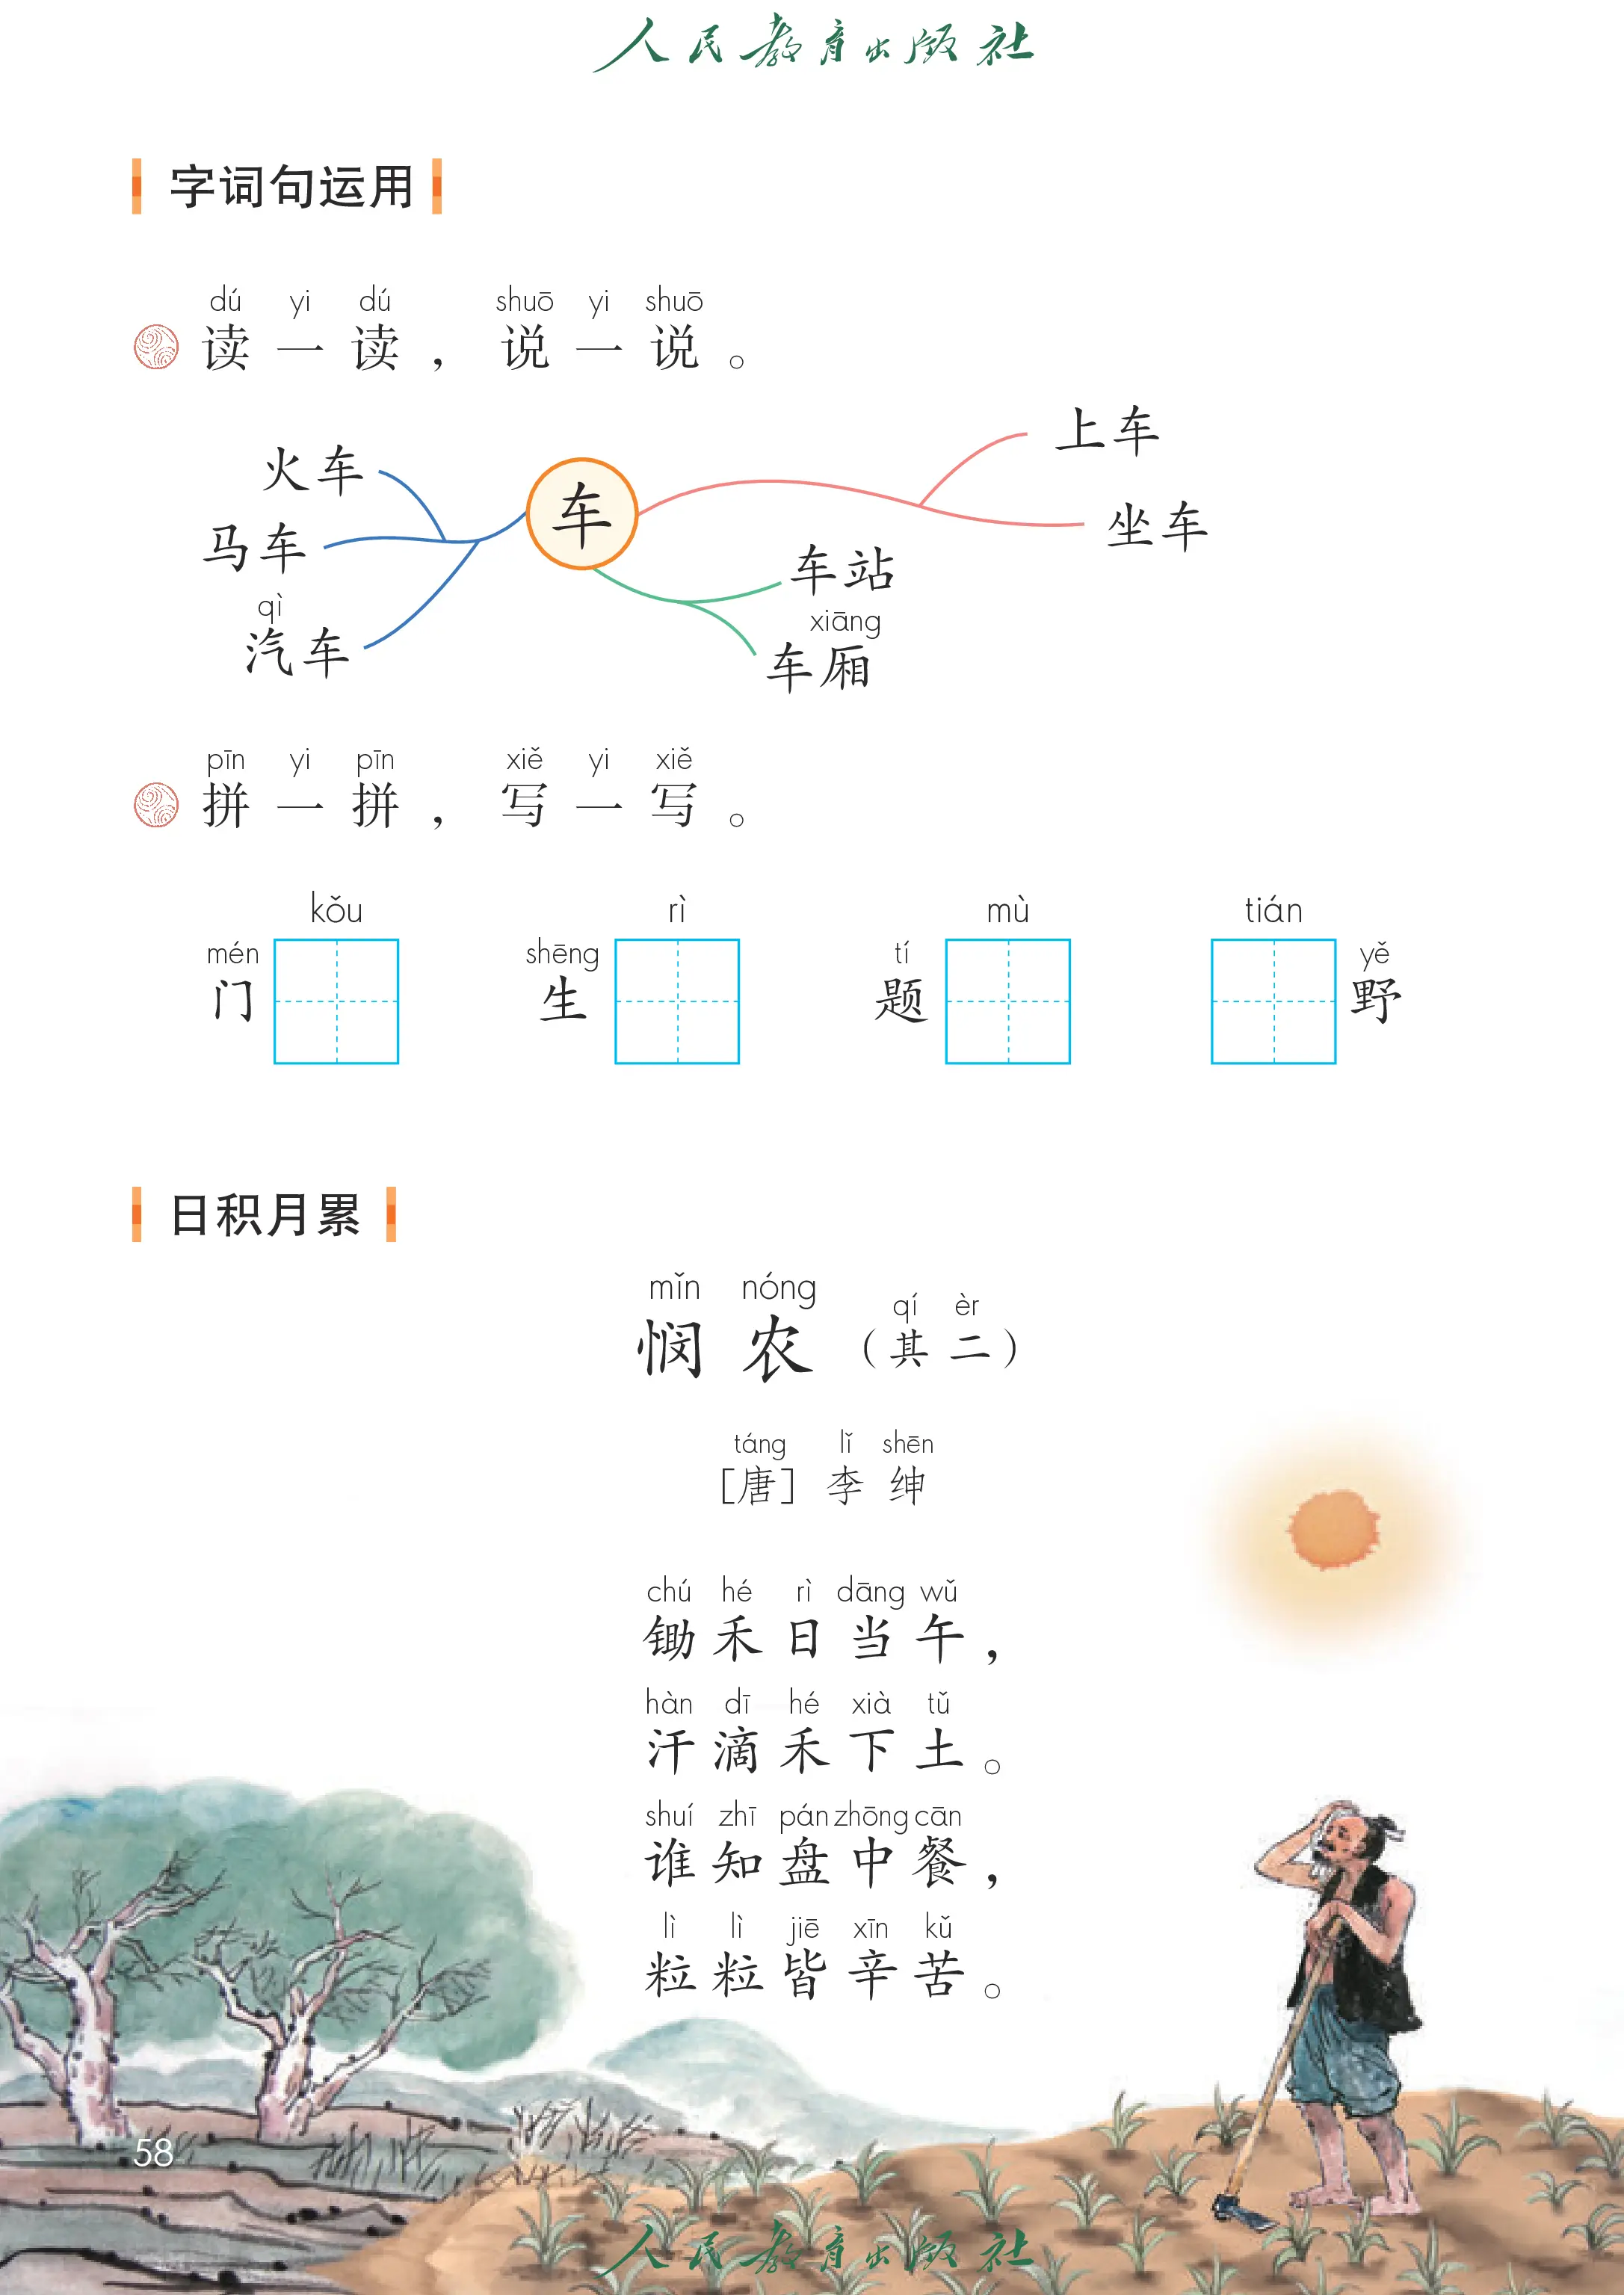 人民教育出版社
字词句运用
dú yi dú shuō yi shuō
读一读，说一说。
火车
马车
qì
汽车
车
上车
坐车
车站
xiāng
车厢
pīn yi pīn xiě yi xiě
拼一拼，写一写。
kǒu rì mù tián
mén shēng tí yě
门 生 题 野
日积月累
mǐn nóng qí èr
悯农（其二）
táng lǐ shēn
［唐］李绅
chú hé rì dāng wǔ
锄禾日当午，
hàn dī hé xià tǔ
汗滴禾下土。
shuí zhī pán zhōng cān
谁知盘中餐，
lì lì jiē xīn kǔ
粒粒皆辛苦。
58
人民教育出版社